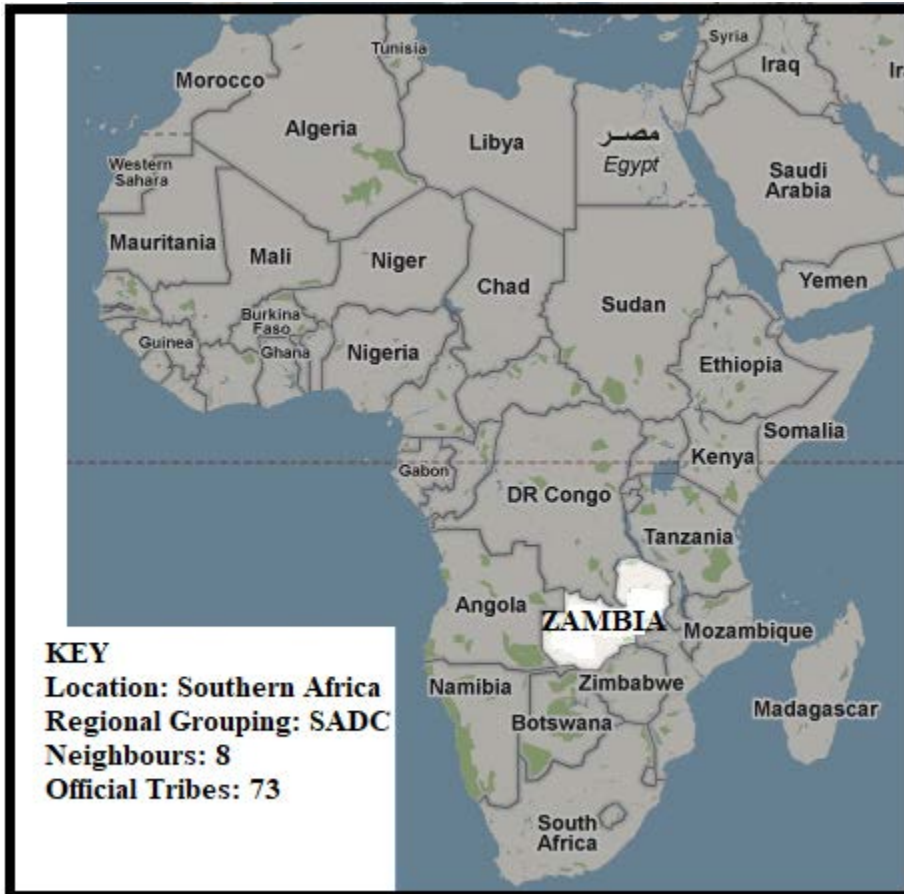 Tunisia
Syria
Morocco
Iraq
Ir
Algeria
Libya
مصر
Egypt
Western
Sahara
Saudi
Arabia
Mauritania
Mali
Niger
Chad
Sudan
Yemen
Burkina
Faso
Guinea
Ghana
Nigeria
Ethiopia
Somalia
Kenya
Gabon
DR Congo
Tanzania
Angola
ZAMBIA
Mozambique
KEY
Location: Southern Africa
Regional Grouping: SADC
Neighbours: 8
Official Tribes: 73
Namibia
Zimbabwe
Botswana
Madagascar
South
Africa